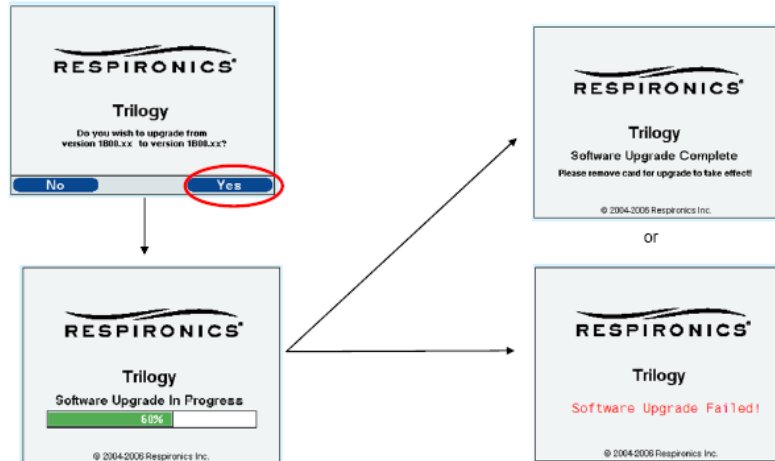 RESPIRONICS®
Trilogy
Do you wish to upgrade from
version 1B00.xx to version 1B00.xx?
No
Yes
RESPIRONICS®
Trilogy
Software Upgrade In Progress
60%
© 2004-2006 Respironics Inc.
RESPIRONICS®
Trilogy
Software Upgrade Complete
Please remove card for upgrade to take effect!
© 2004-2006 Respironics Inc.
or
RESPIRONICS®
Trilogy
Software Upgrade Failed!
© 2004-2006 Respironics Inc.